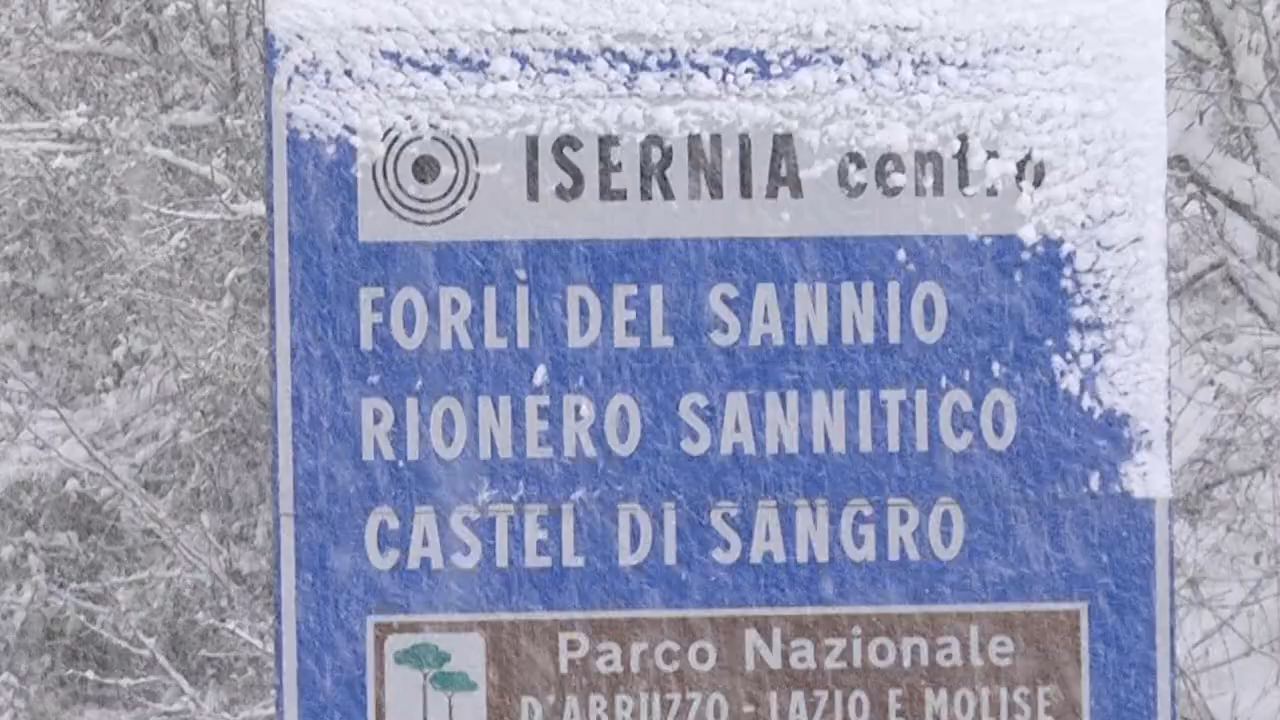 ISERNIA centro
FORLÌ DEL SANNIO
RIONERO SANNITICO
CASTEL DI SANGRO
Parco Nazionale
D'ABRUZZO - LAZIO E MOLISE